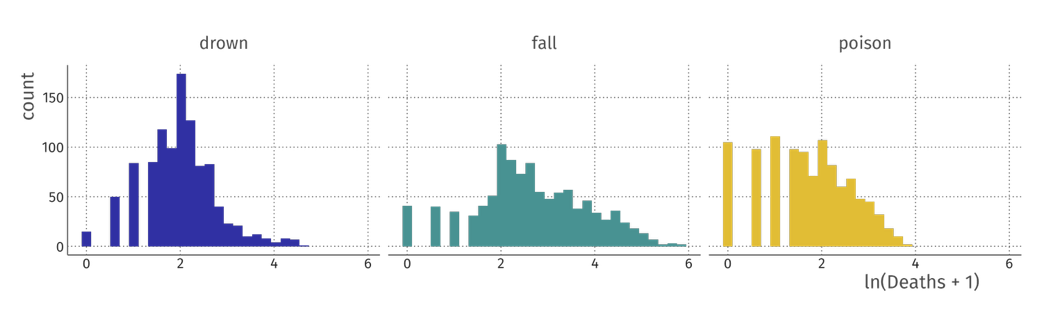 drown fall poison
count
150
100
50
0
0 2 4 6 0 2 4 6 0 2 4 6
ln(Deaths + 1)